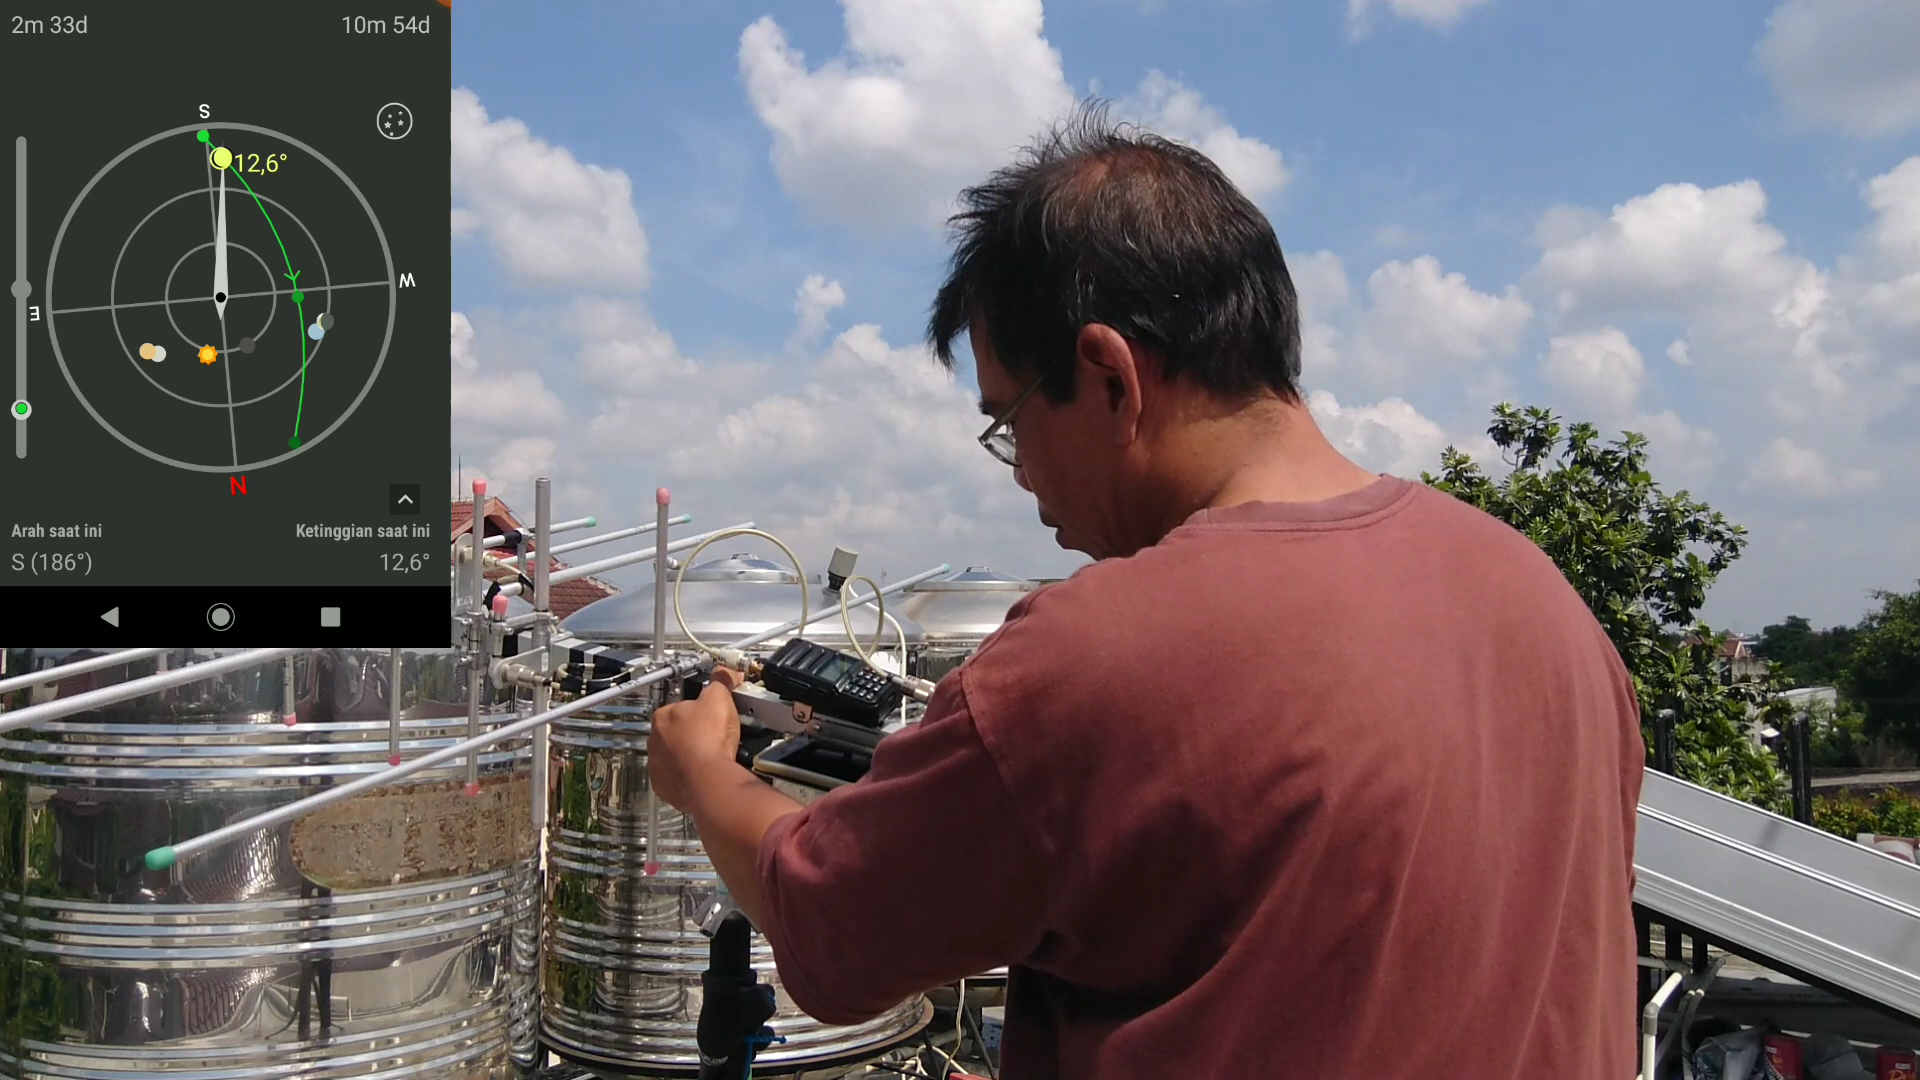 2m 33d
10m 54d
S
12,6°
W
E
N
Arah saat ini
Ketinggian saat ini
S (186°)
12,6°